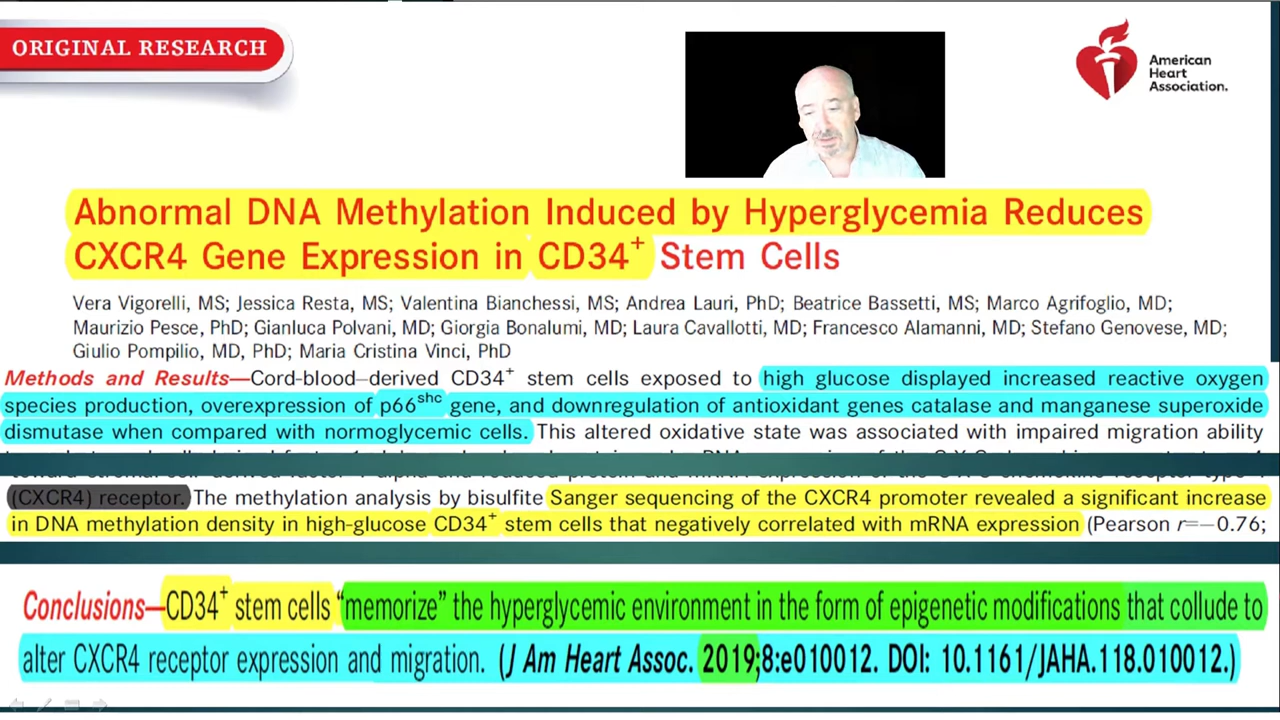 ORIGINAL RESEARCH
American
Heart
Association.
Abnormal DNA Methylation Induced by Hyperglycemia Reduces
CXCR4 Gene Expression in CD34+ Stem Cells
Vera Vigorelli, MS; Jessica Resta, MS; Valentina Bianchessi, MS; Andrea Lauri, PhD; Beatrice Bassetti, MS; Marco Agrifoglio, MD;
Maurizio Pesce, PhD; Gianluca Polvani, MD; Giorgia Bonalumi, MD; Laura Cavallotti, MD; Francesco Alamanni, MD; Stefano Genovese, MD;
Giulio Pompilio, MD, PhD; Maria Cristina Vinci, PhD
Methods and Results—Cord-blood–derived CD34+ stem cells exposed to high glucose displayed increased reactive oxygen
species production, overexpression of p66shc gene, and downregulation of antioxidant genes catalase and manganese superoxide
dismutase when compared with normoglycemic cells. This altered oxidative state was associated with impaired migration ability
(CXCR4) receptor. The methylation analysis by bisulfite Sanger sequencing of the CXCR4 promoter revealed a significant increase
in DNA methylation density in high-glucose CD34+ stem cells that negatively correlated with mRNA expression (Pearson r=−0.76;
Conclusions—CD34+ stem cells “memorize” the hyperglycemic environment in the form of epigenetic modifications that collude to
alter CXCR4 receptor expression and migration. (J Am Heart Assoc. 2019;8:e010012. DOI: 10.1161/JAHA.118.010012.)